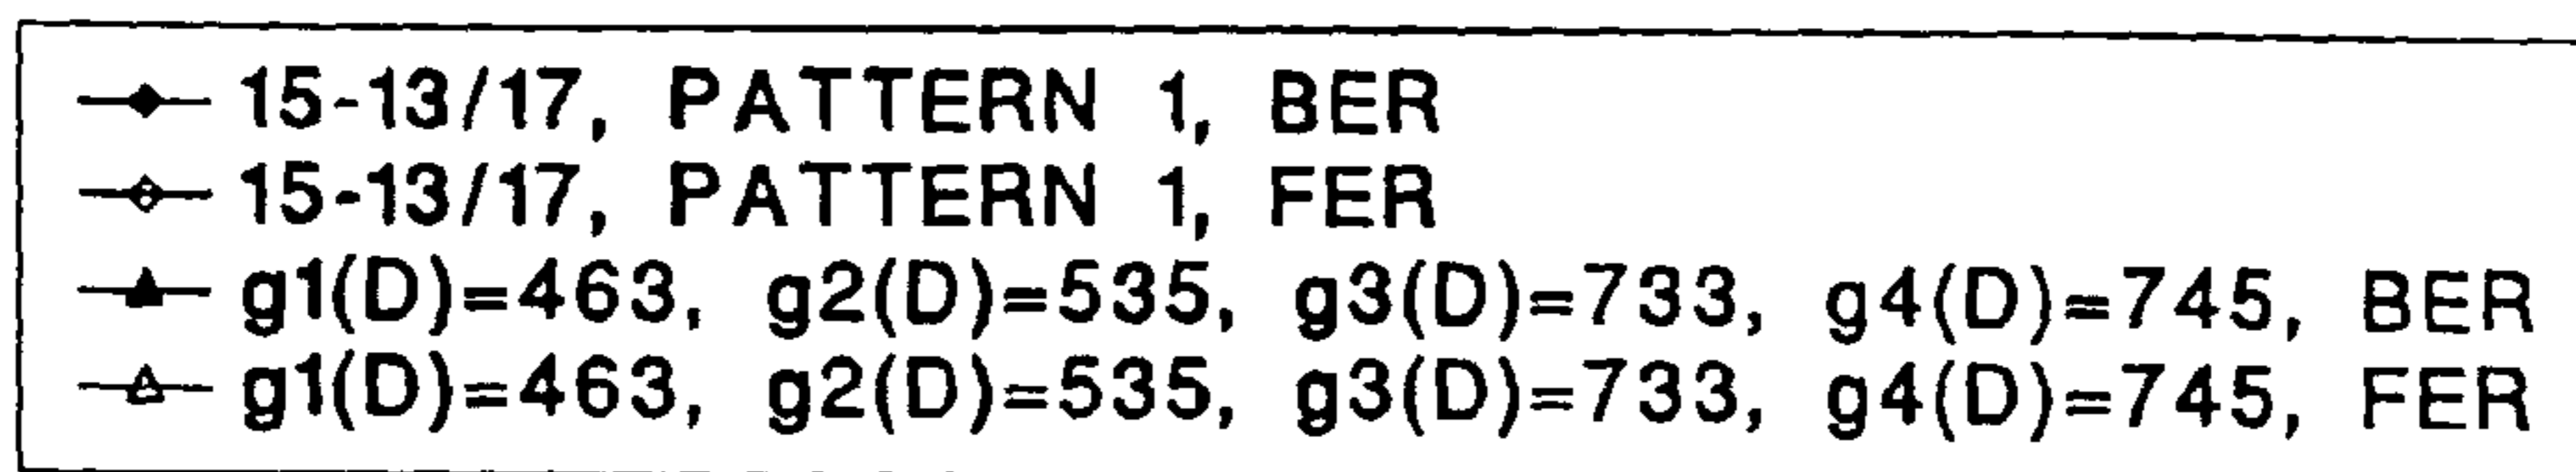 15-13/17, PATTERN 1, BER
15-13/17, PATTERN 1, FER
g1(D)=463, g2(D)=535, g3(D)=733, g4(D)=745, BER
g1(D)=463, g2(D)=535, g3(D)=733, g4(D)=745, FER